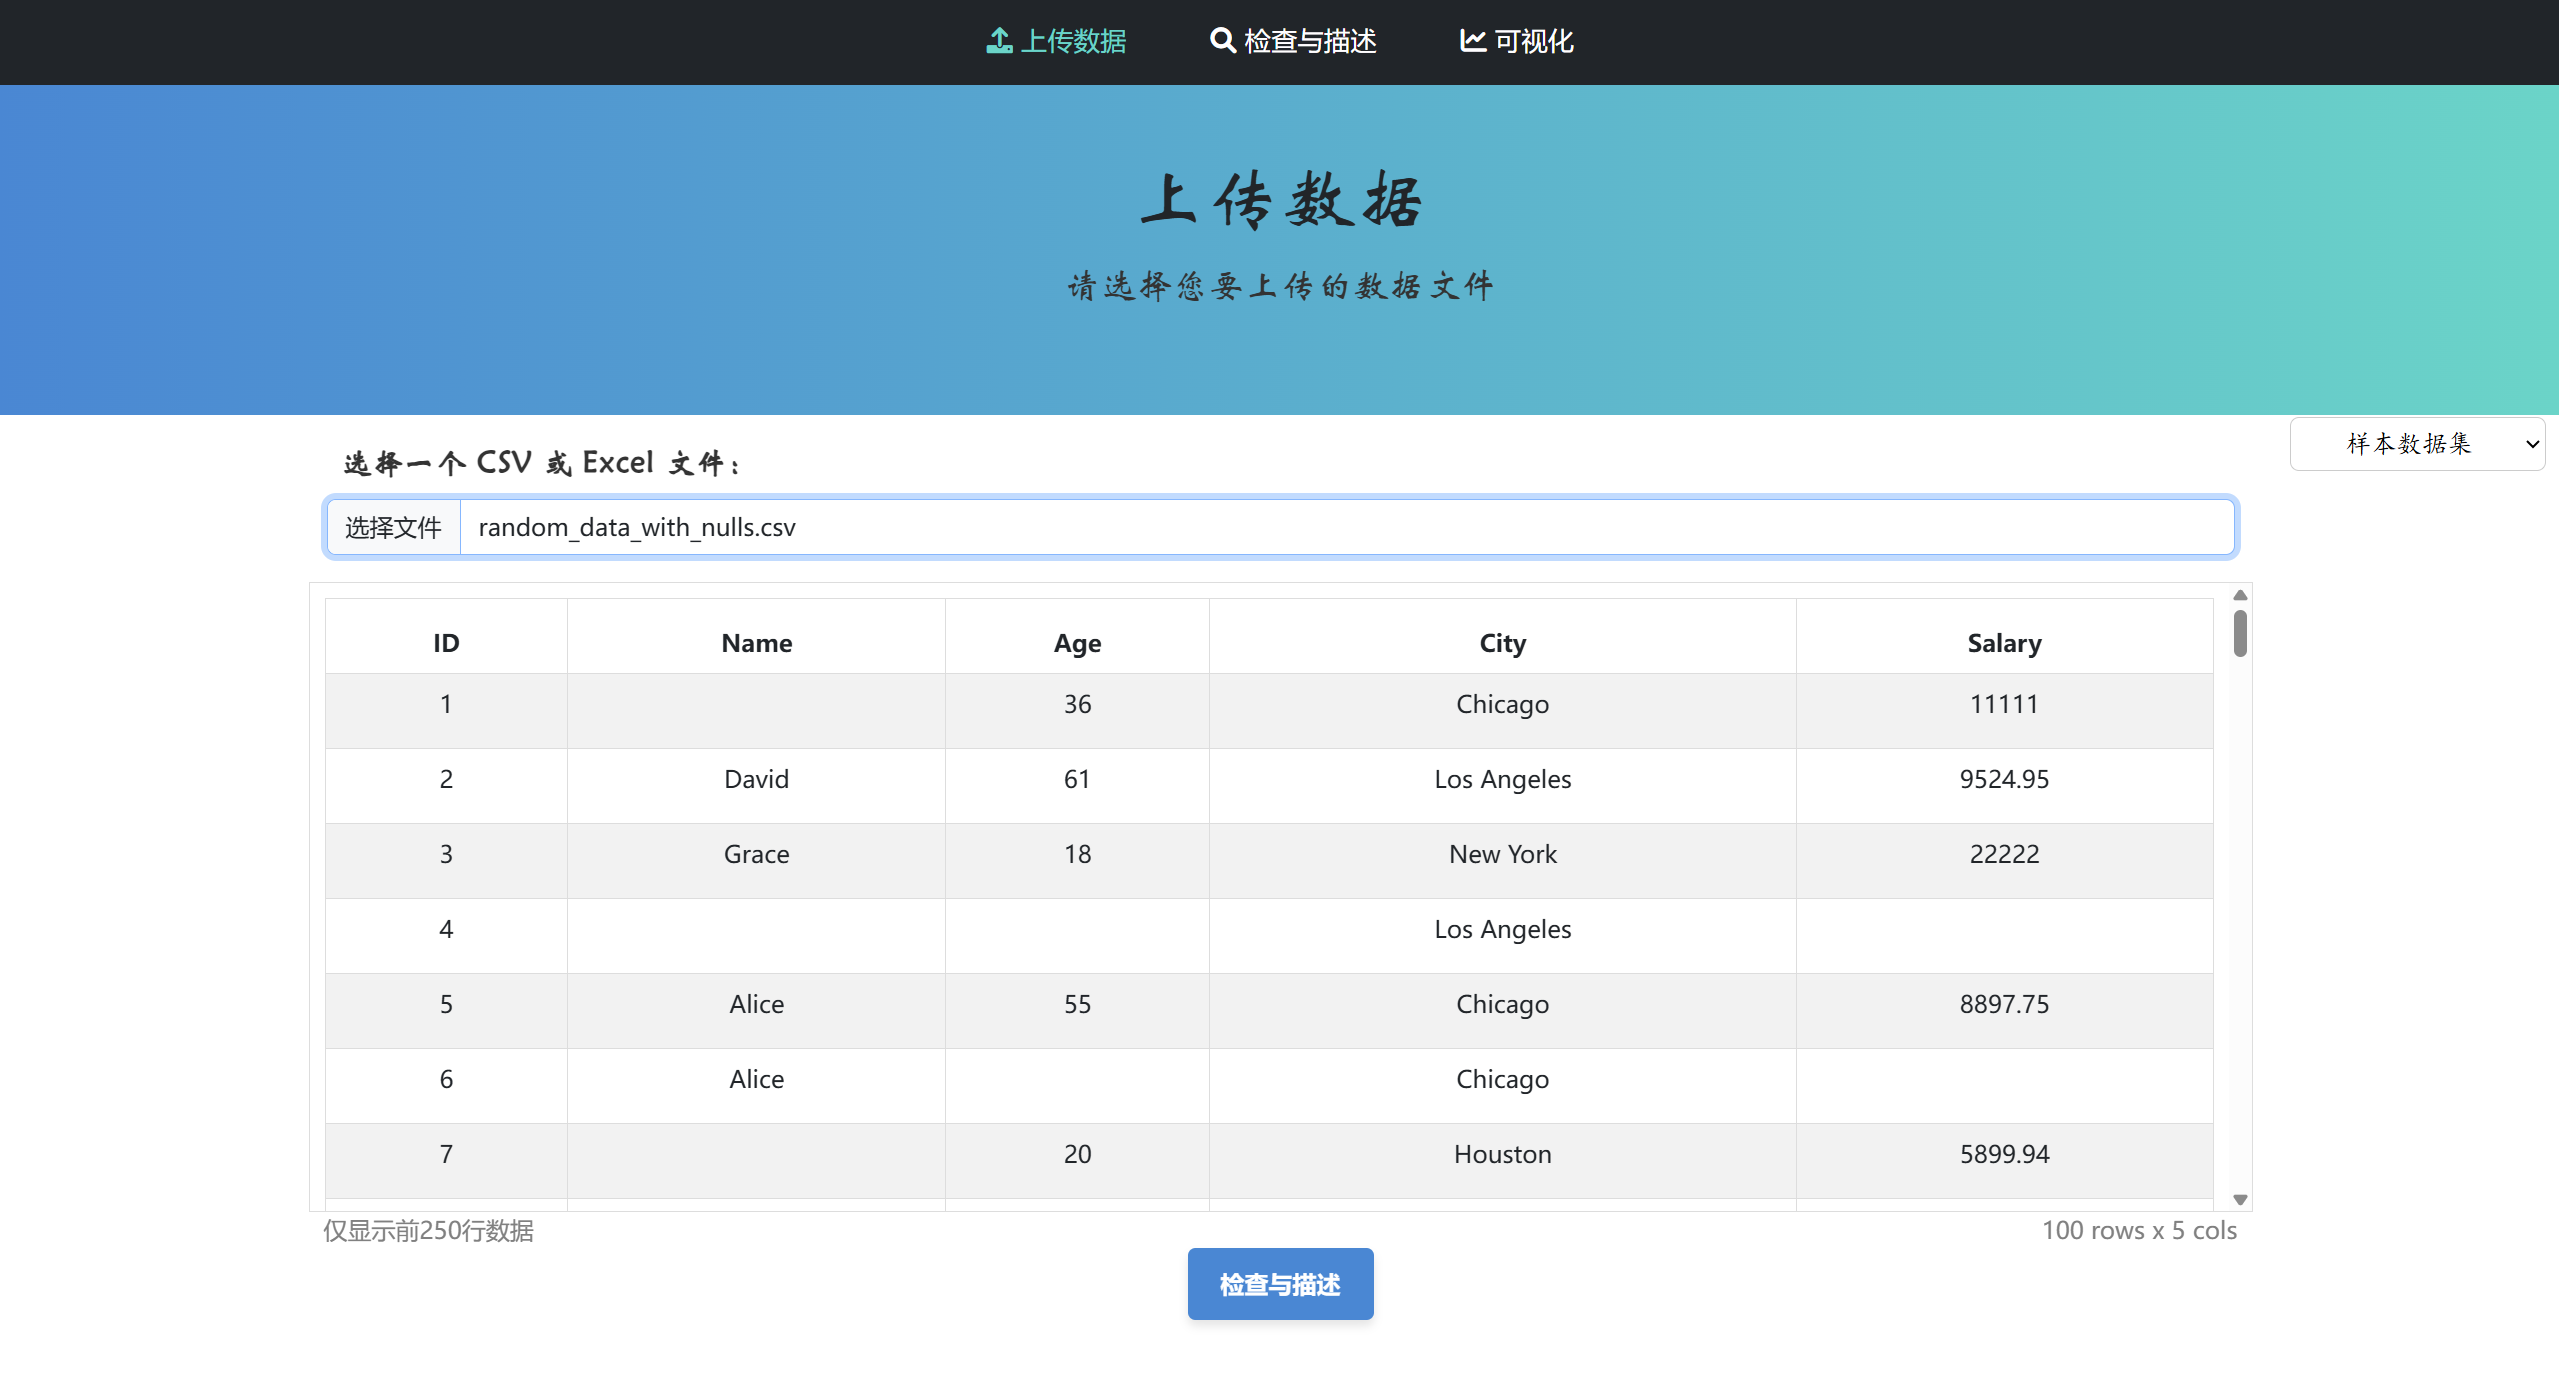 上传数据 检查与描述 可视化
上传数据
请选择您要上传的数据文件
样本数据集
选择一个 CSV 或 Excel 文件：
选择文件 random_data_with_nulls.csv
ID Name Age City Salary
1 36 Chicago 11111
2 David 61 Los Angeles 9524.95
3 Grace 18 New York 22222
4 Los Angeles
5 Alice 55 Chicago 8897.75
6 Alice Chicago
7 20 Houston 5899.94
仅显示前250行数据 100 rows x 5 cols
检查与描述